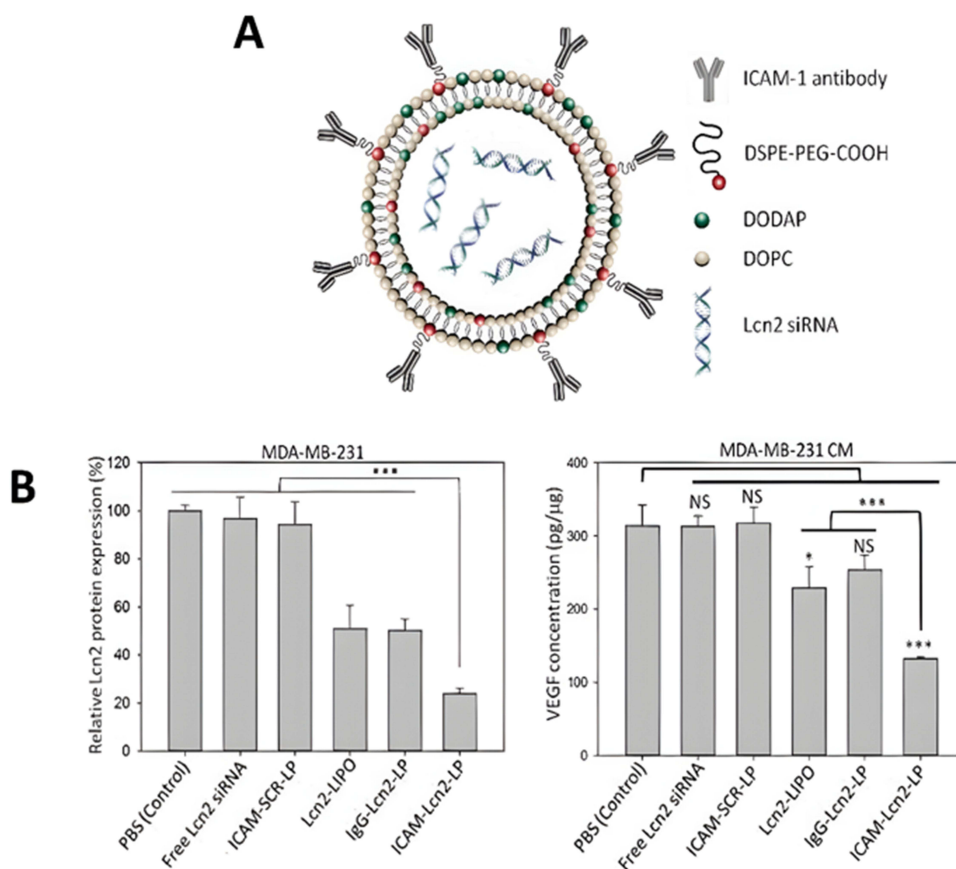 A
ICAM-1 antibody
DSPE-PEG-COOH
DODAP
DOPC
Lcn2 siRNA
B
MDA-MB-231
***
Relative Lcn2 protein expression (%)
120
100
80
60
40
20
0
PBS (Control)
Free Lcn2 siRNA
ICAM-SCR-LP
Lcn2-LIPO
IgG-Lcn2-LP
ICAM-Lcn2-LP
MDA-MB-231 CM
NS
NS
***
*
NS
***
VEGF concentration (pg/µg)
400
300
200
100
0
PBS (Control)
Free Lcn2 siRNA
ICAM-SCR-LP
Lcn2-LIPO
IgG-Lcn2-LP
ICAM-Lcn2-LP